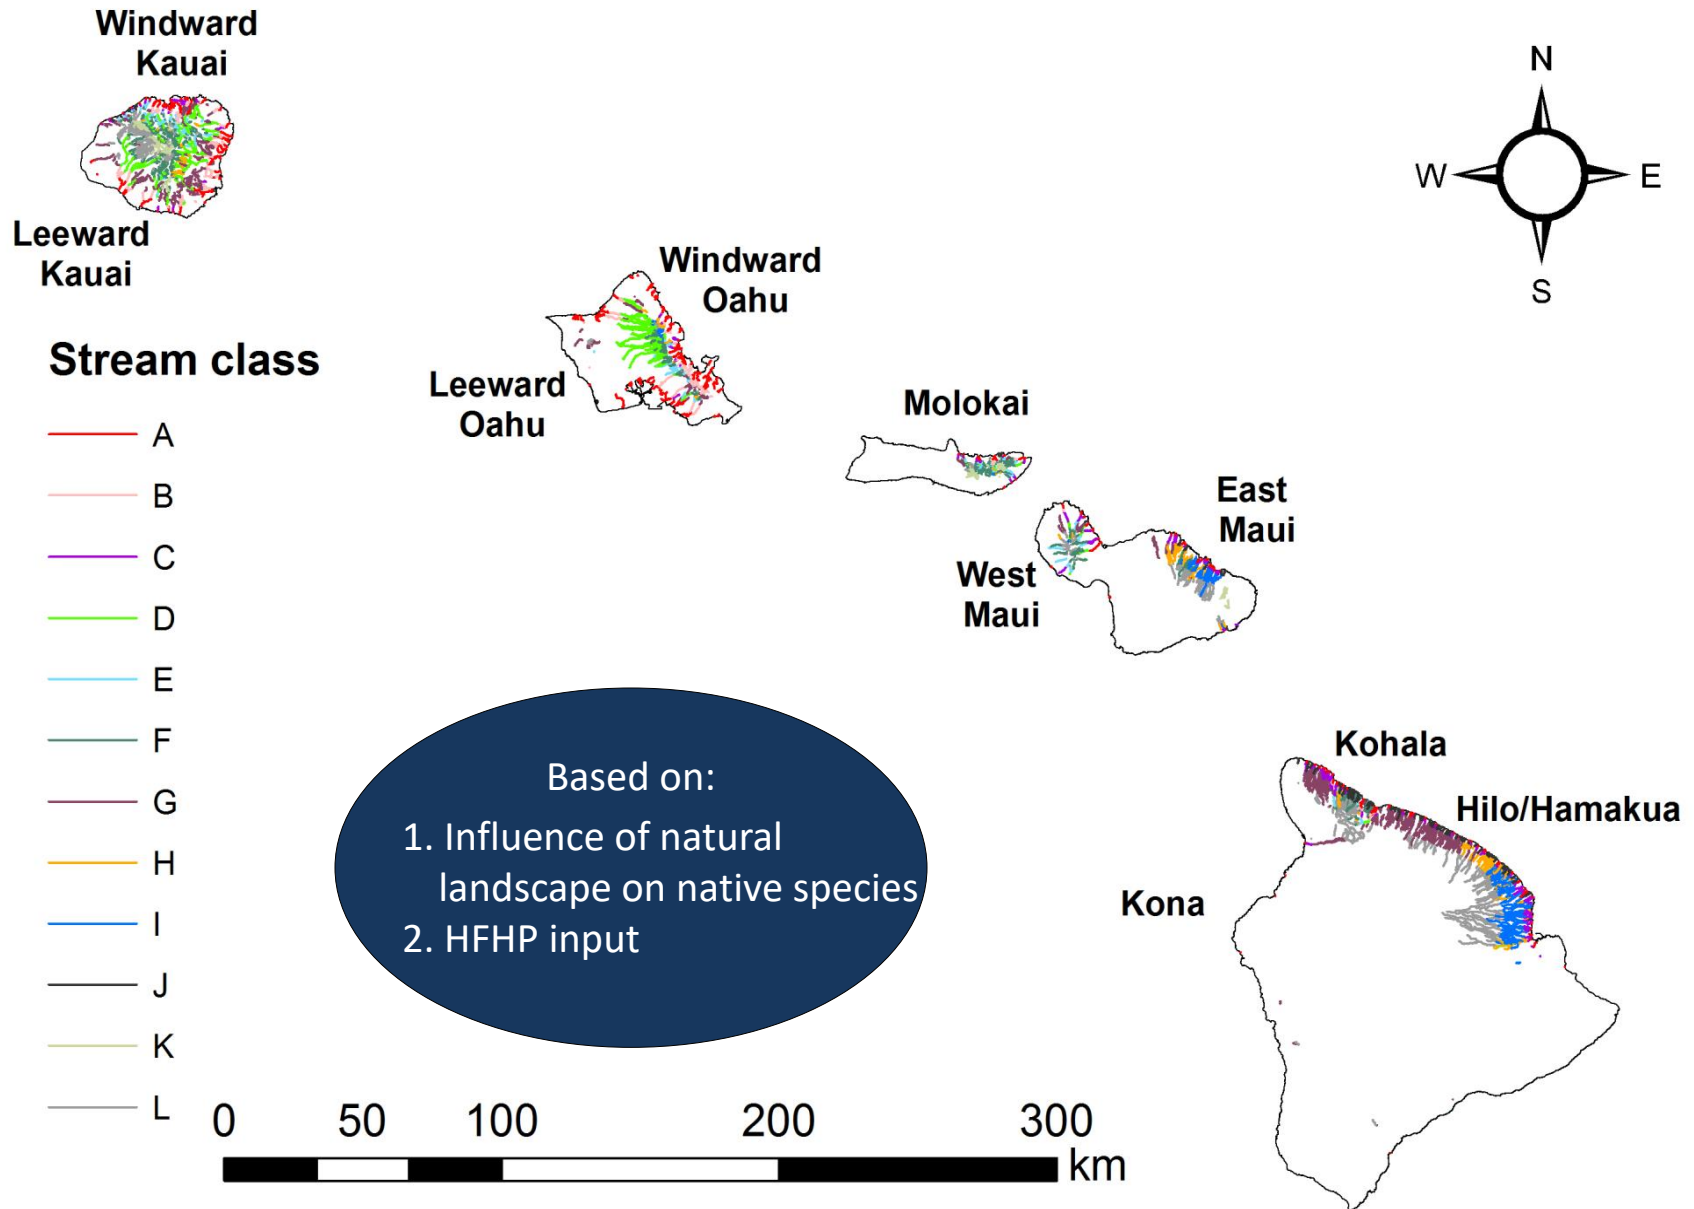 Windward
Kauai
Leeward
Kauai
Windward
Oahu
Leeward
Oahu
Molokai
East
Maui
West
Maui
Kohala
Hilo/Hamakua
Kona
N
W
E
S
Stream class
A
B
C
D
E
F
G
H
I
J
K
L
Based on:
1. Influence of natural
landscape on native species
2. HFHP input
0 50 100 200 300
km